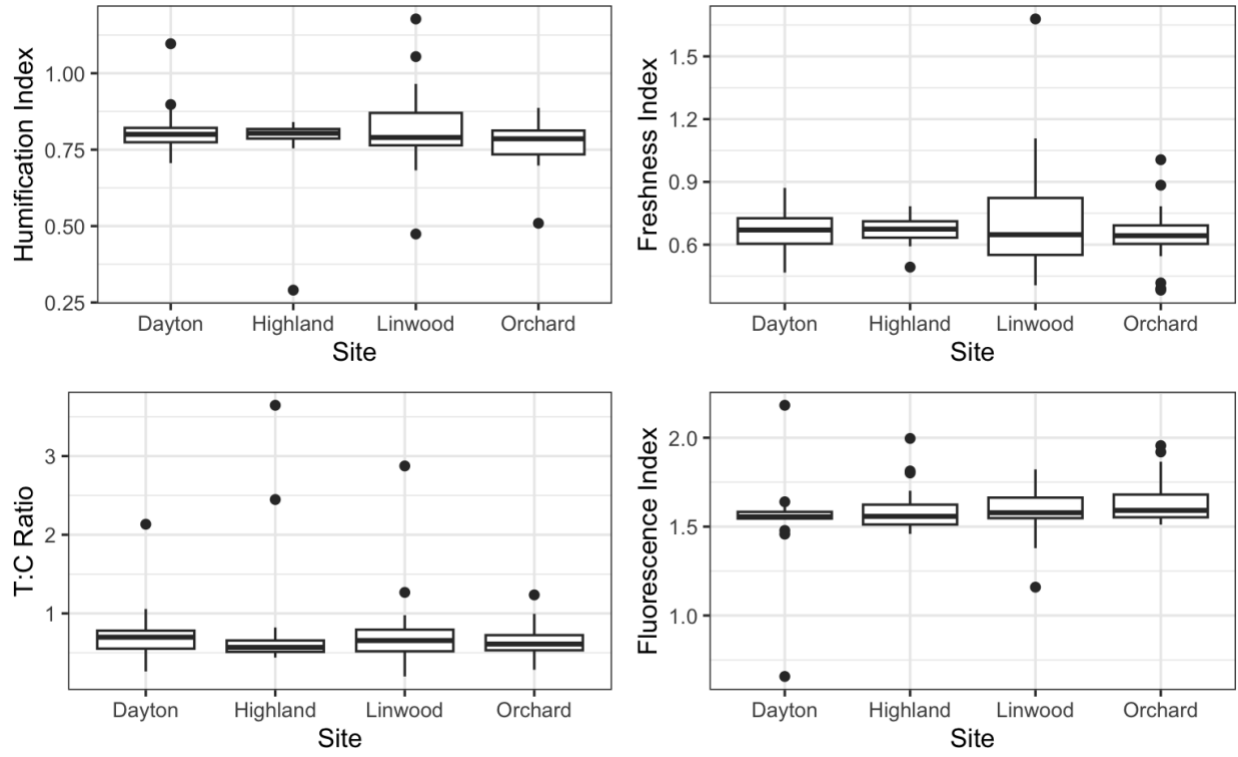 Humification Index
1.00
0.75
0.50
0.25
Dayton Highland Linwood Orchard
Site
Freshness Index
1.5
1.2
0.9
0.6
Dayton Highland Linwood Orchard
Site
T:C Ratio
3
2
1
Dayton Highland Linwood Orchard
Site
Fluorescence Index
2.0
1.5
1.0
Dayton Highland Linwood Orchard
Site